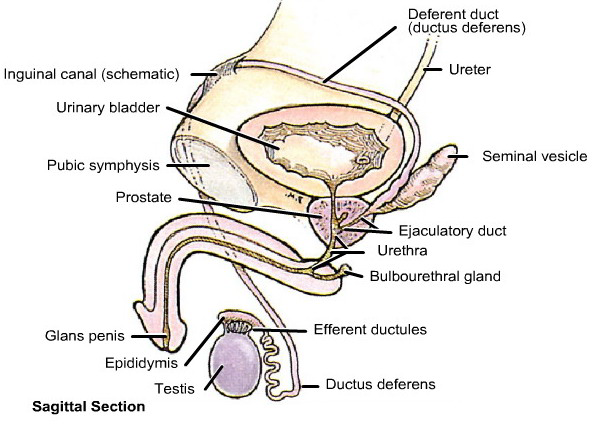 Deferent duct
(ductus deferens)
Inguinal canal (schematic)
Ureter
Urinary bladder
Seminal vesicle
Pubic symphysis
Prostate
Ejaculatory duct
Urethra
Bulbourethral gland
Glans penis
Efferent ductules
Epididymis
Testis
Ductus deferens
Sagittal Section